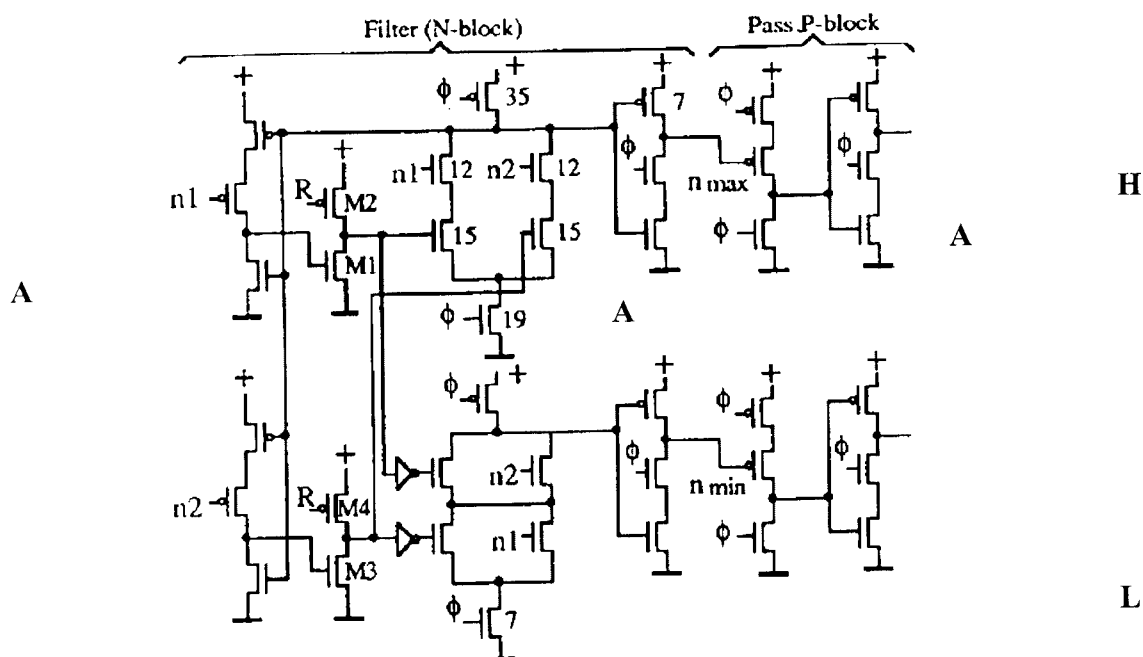 Filter (N-block) Pass P-block
+ + + + +
ϕ 35 7 ϕ
n1 12 n2 12 ϕ ϕ
n1 R M2 n max H
15 15 ϕ A
M1
A
ϕ 19 A
+ ϕ + + + +
ϕ
n2 ϕ ϕ
n2 R M4 n min
n1 ϕ
M3
ϕ 7 L